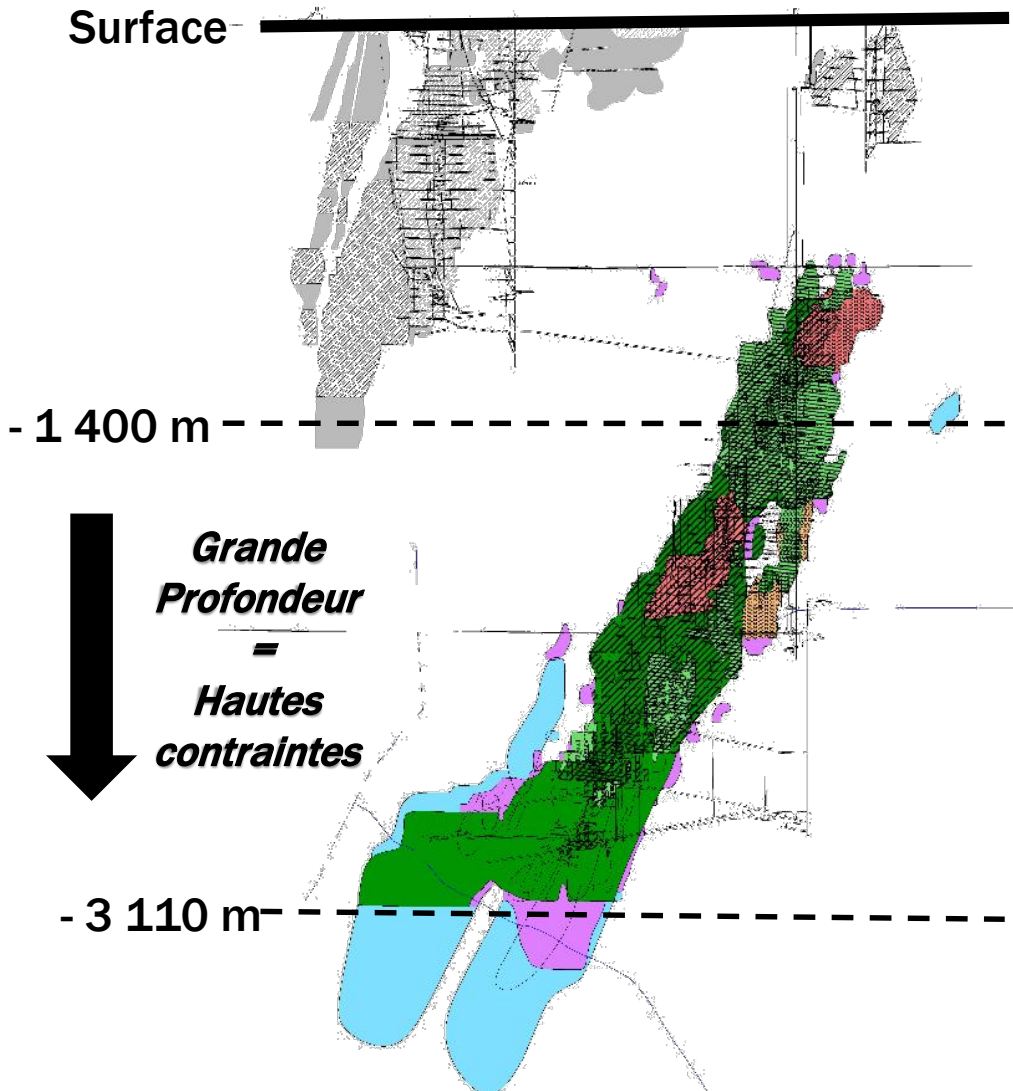 Surface
- 1 400 m
Grande
Profondeur
=
Hautes
contraintes
- 3 110 m